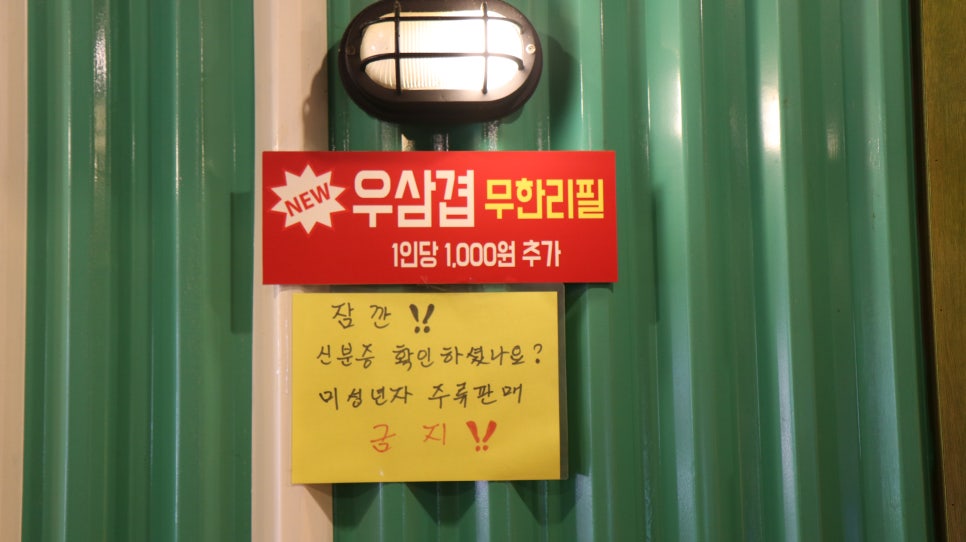 NEW 우삼겹 무한리필
1인당 1,000원 추가
잠깐 !!
신분증 확인하셨나요?
미성년자 주류판매
금지 !!